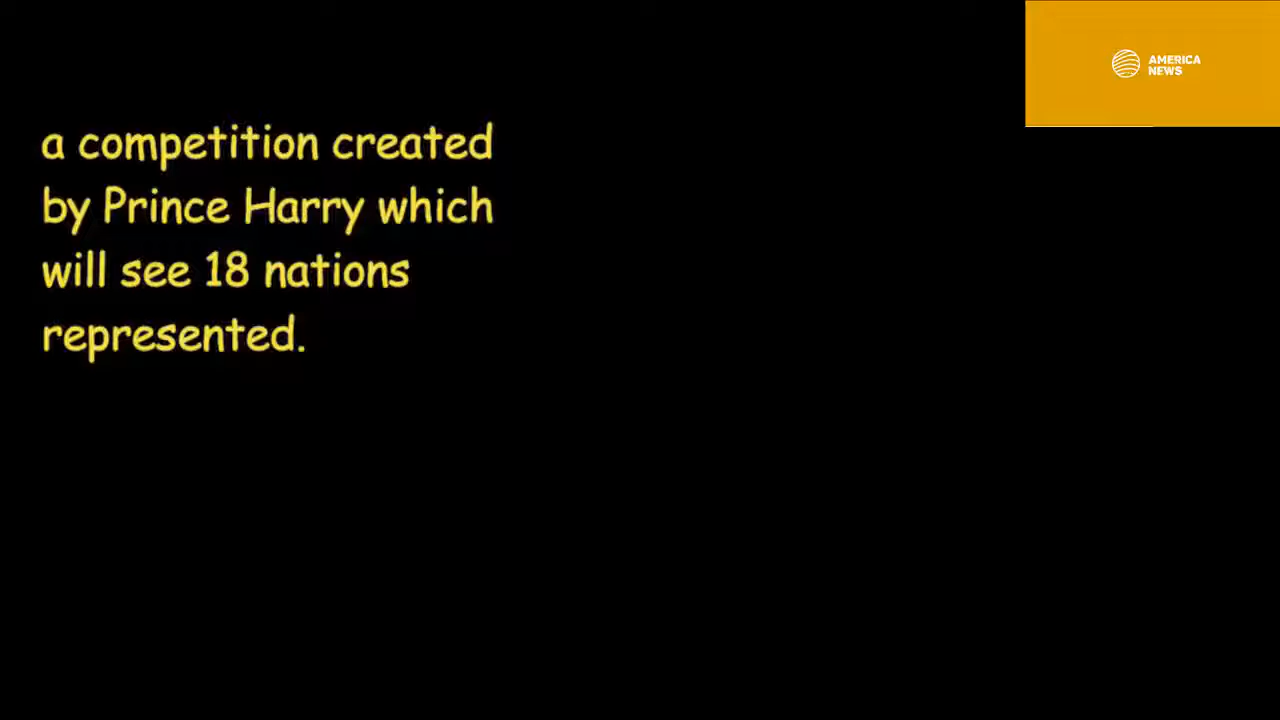 AMERICA
NEWS
a competition created
by Prince Harry which
will see 18 nations
represented.